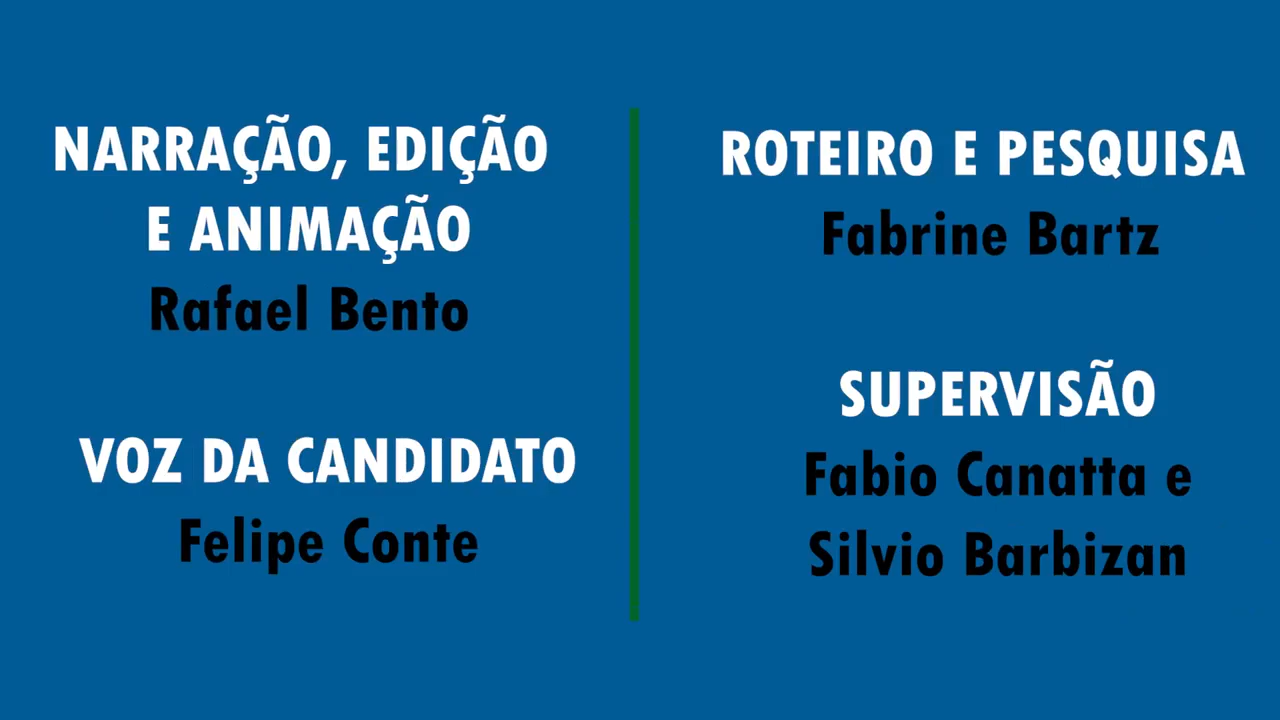 NARRAÇÃO, EDIÇÃO
E ANIMAÇÃO
Rafael Bento
VOZ DA CANDIDATO
Felipe Conte
ROTEIRO E PESQUISA
Fabrine Bartz
SUPERVISÃO
Fabio Canatta e
Silvio Barbizan